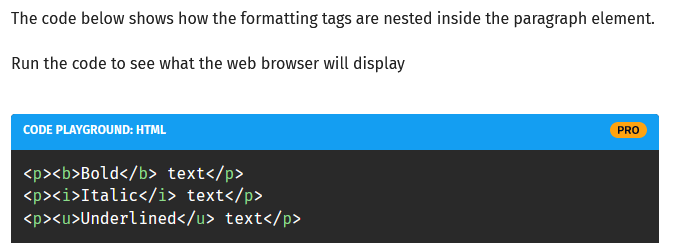 The code below shows how the formatting tags are nested inside the paragraph element.
Run the code to see what the web browser will display
CODE PLAYGROUND: HTML
PRO
<p><b>Bold</b> text</p>
<p><i>Italic</i> text</p>
<p><u>Underlined</u> text</p>